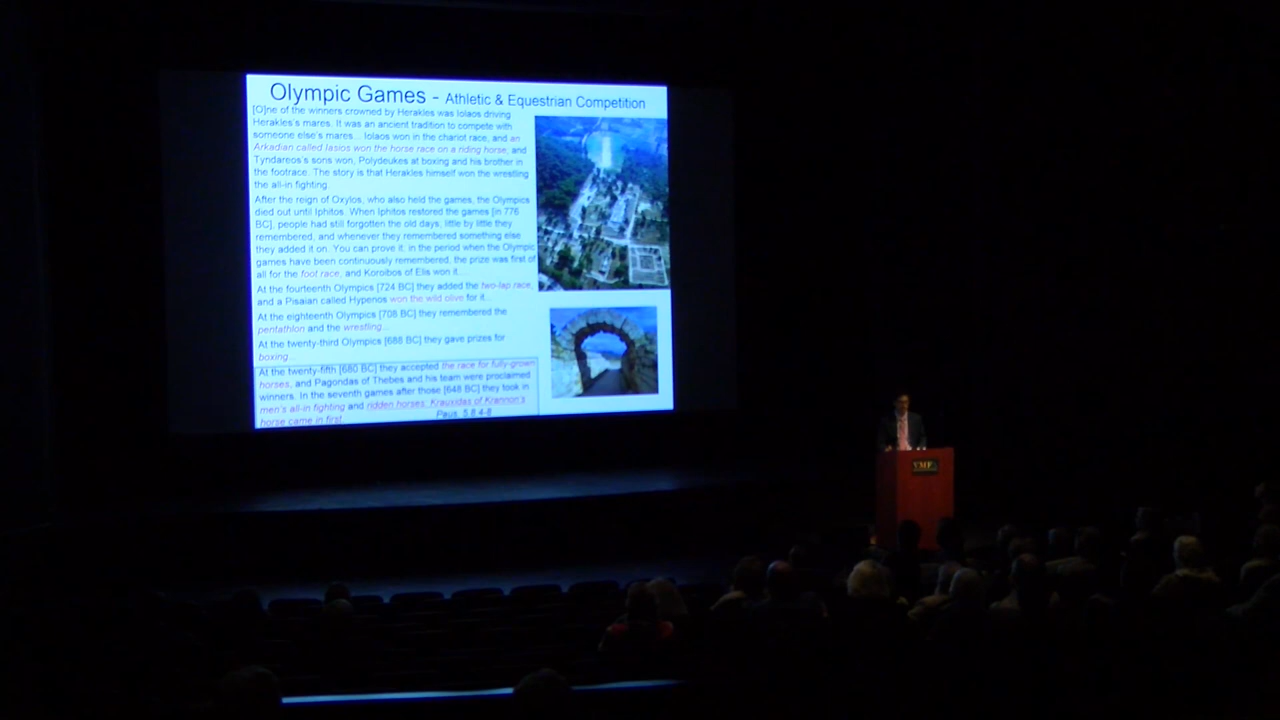 Olympic Games - Athletic & Equestrian Competition
[O]ne of the winners crowned by Herakles was Iolaos driving
Herakles's mares. It was an ancient tradition to compete with
someone else's mares... Iolaos won in the chariot race, and an
Arkadian called Iasios won the horse race on a riding horse, and
Tyndareos's sons won, Polydeukes at boxing and his brother in
the footrace. The story is that Herakles himself won the wrestling
the all-in fighting.
After the reign of Oxylos, who also held the games, the Olympics
died out until Iphitos. When Iphitos restored the games [in 776
BC], people had still forgotten the old days, little by little they
remembered, and whenever they remembered something else
they added it on. You can prove it: in the period when the Olympic
games have been continuously remembered, the prize was first of
all for the foot race, and Koroibos of Elis won it...
At the fourteenth Olympics [724 BC] they added the two-lap race,
and a Pisaian called Hypenos won the wild olive for it...
At the eighteenth Olympics [708 BC] they remembered the
pentathlon and the wrestling...
At the twenty-third Olympics [688 BC] they gave prizes for
boxing...
At the twenty-fifth [680 BC] they accepted the race for fully-grown
horses, and Pagondas of Thebes and his team were proclaimed
winners. In the seventh games after those [648 BC] they took in
men's all-in fighting and ridden horses: Krauxidas of Krannon's
horse came in first.
Paus. 5.8.4-8
VMFA